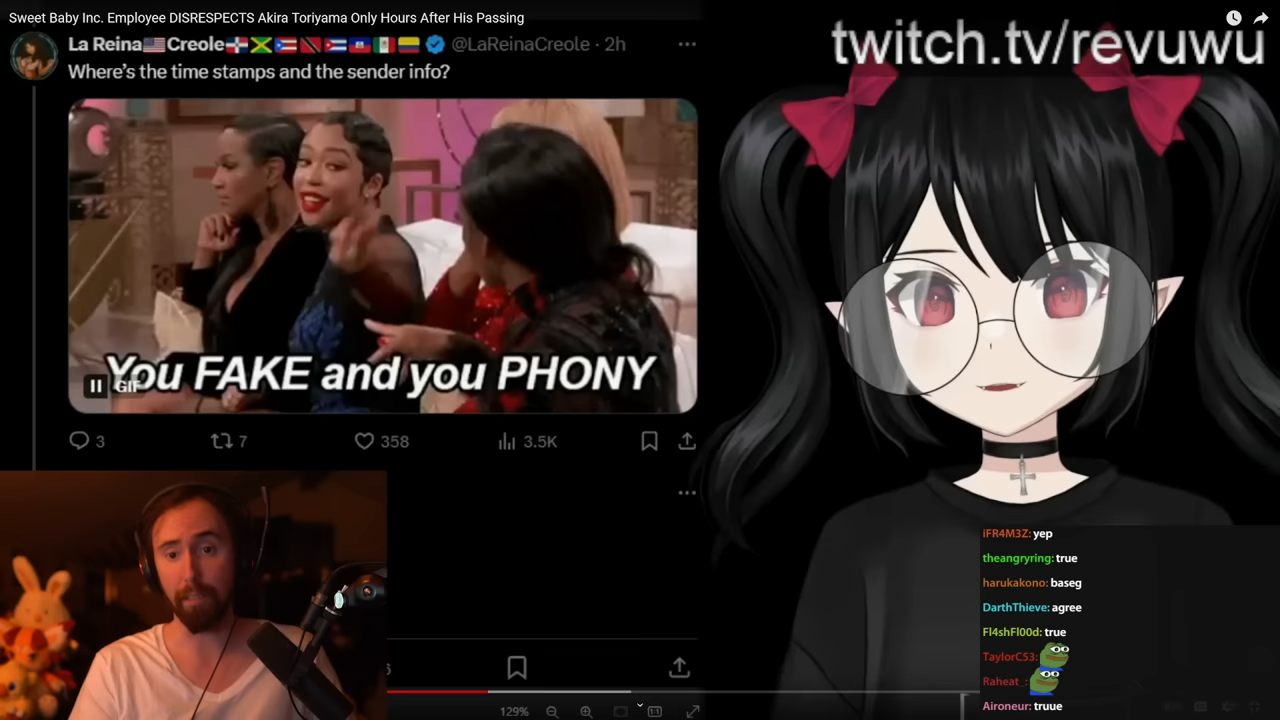 Sweet Baby Inc. Employee DISRESPECTS Akira Toriyama Only Hours After His Passing
twitch.tv/revuwu
La Reina🇺🇸Creole🇩🇴🇯🇲🇵🇷🇹🇹🇨🇺🇭🇹🇲🇽🇨🇴 @LaReinaCreole · 2h
Where's the time stamps and the sender info?
You FAKE and you PHONY
GIF
3 7 358 3.5K
iFR4M3Z: yep
theangryring: true
harukakono: baseg
DarthThieve: agree
Fl4shFl00d: true
TaylorC53:
Raheat_:
Aironeur: truue
129%